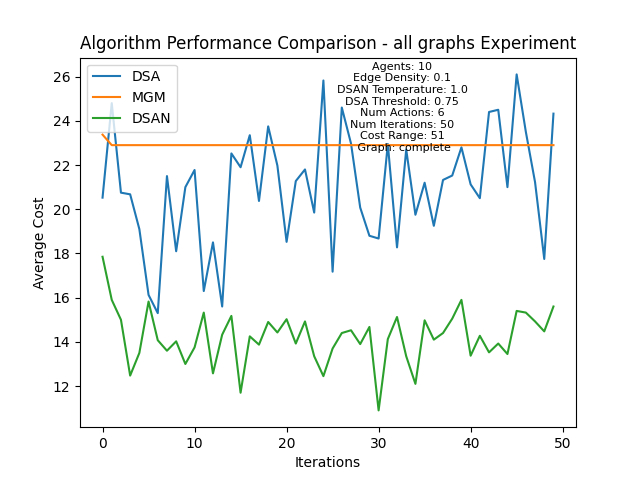 Algorithm Performance Comparison - all graphs Experiment
DSA
MGM
DSAN
Agents: 10
Edge Density: 0.1
DSAN Temperature: 1.0
DSA Threshold: 0.75
Num Actions: 6
Num Iterations: 50
Cost Range: 51
Graph: complete
Average Cost
26
24
22
20
18
16
14
12
0
10
20
30
40
50
Iterations